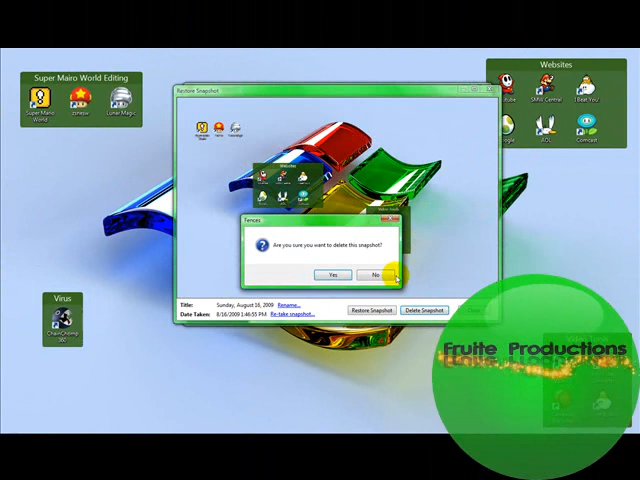 Super Mairo World Editing
Super Mario
World
zsnesw
Lunar Magic
Websites
SMW Central
I Beat You!
AOL
Comcast
Virus
ChainChomp
360
Restore Snapshot
Websites
Fences
Are you sure you want to delete this snapshot?
Yes
No
Title:
Sunday, August 16, 2009
Rename...
Date Taken:
8/16/2009 1:46:55 PM
Re-take snapshot...
Restore Snapshot
Delete Snapshot
Close
Fruite Productions